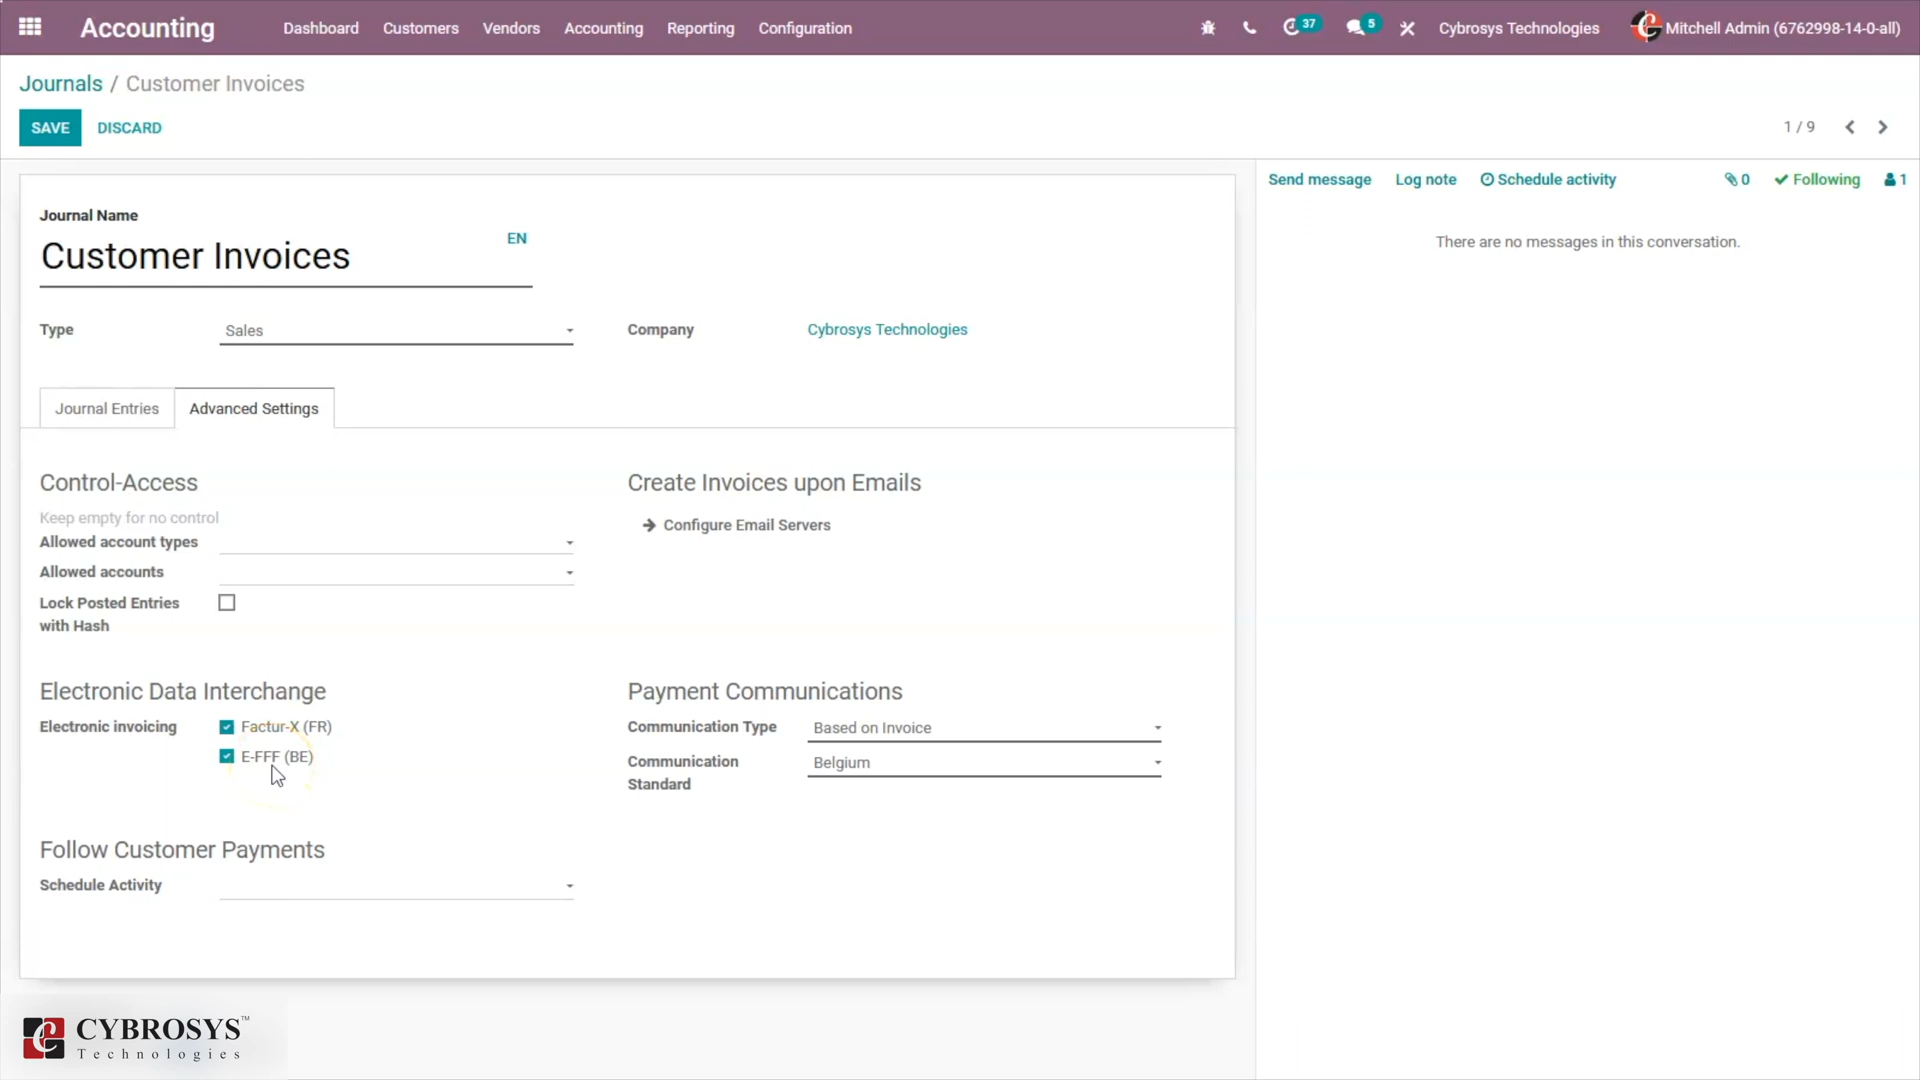 Accounting
Dashboard
Customers
Vendors
Accounting
Reporting
Configuration
37
5
Cybrosys Technologies
Mitchell Admin (6762998-14-0-all)
Journals / Customer Invoices
SAVE
DISCARD
1 / 9
Send message
Log note
Schedule activity
0
Following
1
There are no messages in this conversation.
Journal Name
Customer Invoices
EN
Type
Sales
Company
Cybrosys Technologies
Journal Entries
Advanced Settings
Control-Access
Keep empty for no control
Allowed account types
Allowed accounts
Lock Posted Entries
with Hash
Create Invoices upon Emails
Configure Email Servers
Electronic Data Interchange
Electronic invoicing
Factur-X (FR)
E-FFF (BE)
Payment Communications
Communication Type
Based on Invoice
Communication
Standard
Belgium
Follow Customer Payments
Schedule Activity
CYBROSYS™
Technologies